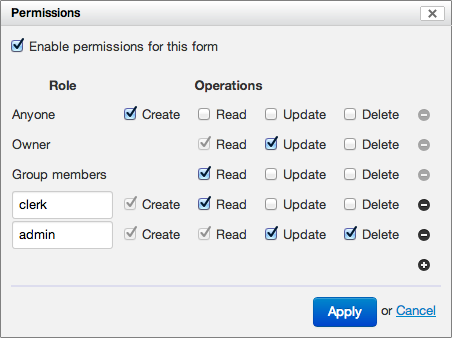 Permissions
Enable permissions for this form
Role Operations
Anyone Create Read Update Delete
Owner Read Update Delete
Group members Read Update Delete
clerk Create Read Update Delete
admin Create Read Update Delete
Apply or Cancel